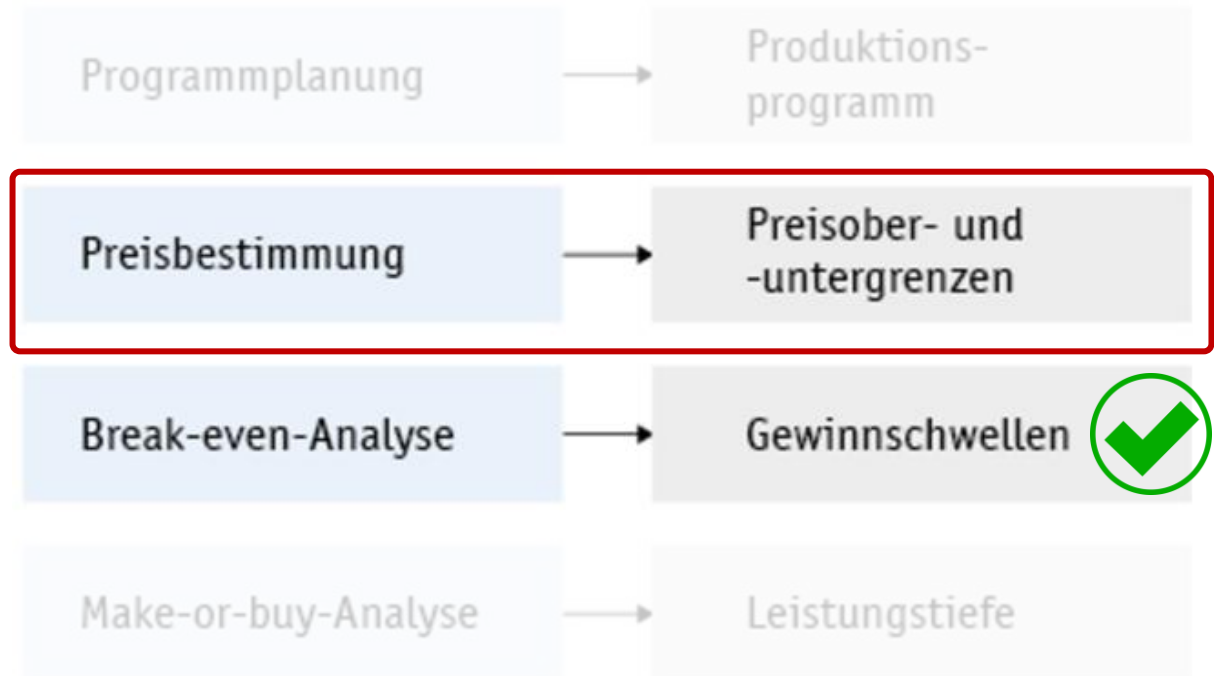 Programmplanung
Produktions-
programm
Preisbestimmung
Preisober- und
-untergrenzen
Break-even-Analyse
Gewinnschwellen
Make-or-buy-Analyse
Leistungstiefe